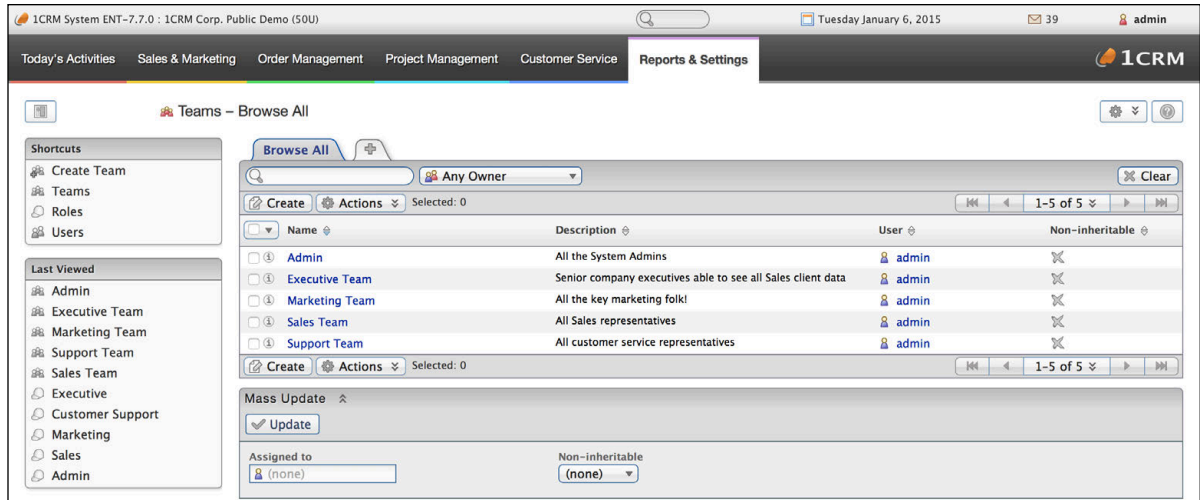 1CRM System ENT-7.7.0 : 1CRM Corp. Public Demo (50U) Tuesday January 6, 2015 39 admin
Today's Activities Sales & Marketing Order Management Project Management Customer Service Reports & Settings 1CRM
Teams – Browse All
Shortcuts
Create Team
Teams
Roles
Users
Last Viewed
Admin
Executive Team
Marketing Team
Support Team
Sales Team
Executive
Customer Support
Marketing
Sales
Admin
Browse All
Any Owner Clear
Create Actions Selected: 0 1-5 of 5
Name Description User Non-inheritable
Admin All the System Admins admin
Executive Team Senior company executives able to see all Sales client data admin
Marketing Team All the key marketing folk! admin
Sales Team All Sales representatives admin
Support Team All customer service representatives admin
Create Actions Selected: 0 1-5 of 5
Mass Update
Update
Assigned to Non-inheritable
(none) (none)